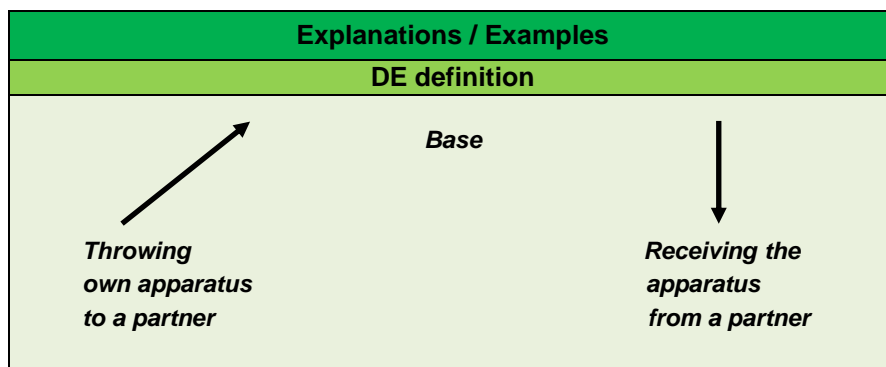 Explanations / Examples
DE definition
Base
Throwing
own apparatus
to a partner
Receiving the
apparatus
from a partner